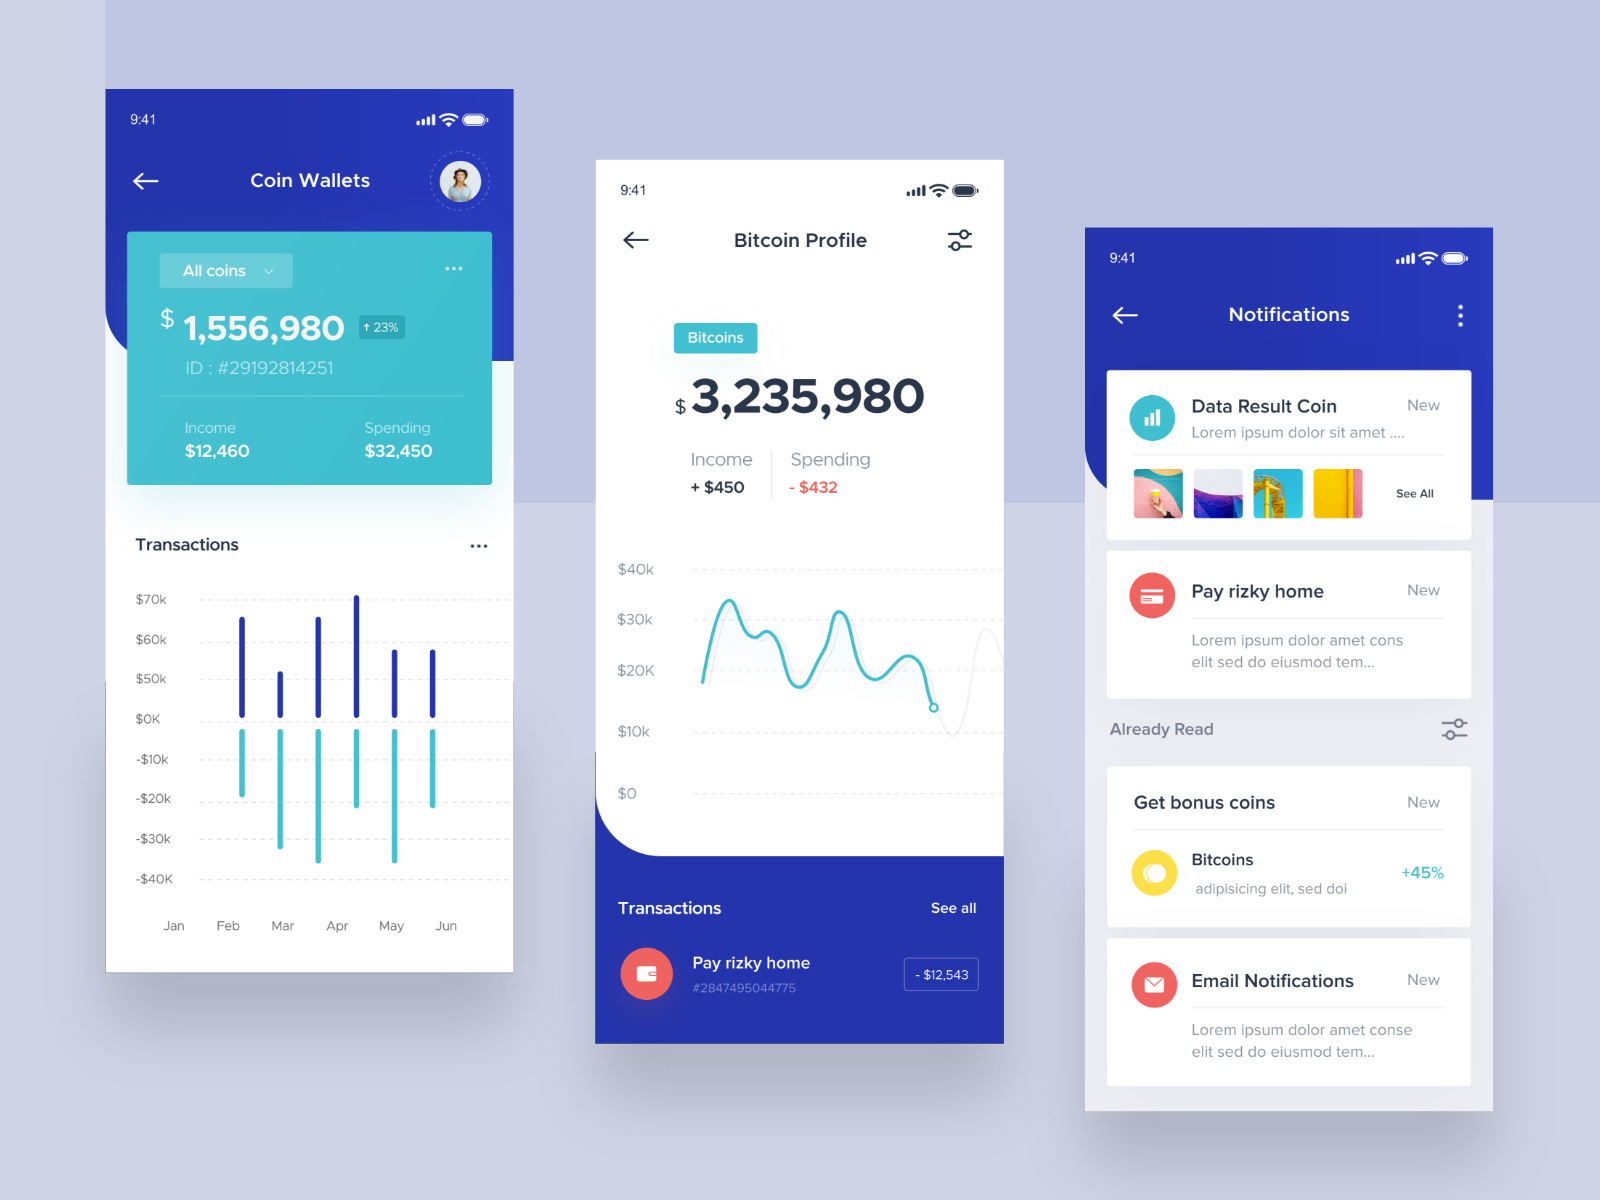 9:41
Coin Wallets
All coins
$ 1,556,980 ↑ 23%
ID : #29192814251
Income Spending
$12,460 $32,450
Transactions
$70k
$60k
$50k
$0K
-$10k
-$20k
-$30k
-$40K
Jan Feb Mar Apr May Jun
9:41
Bitcoin Profile
Bitcoins
$ 3,235,980
Income Spending
+ $450 - $432
$40k
$30k
$20K
$10k
$0
Transactions See all
Pay rizky home
#2847495044775
- $12,543
9:41
Notifications
Data Result Coin New
Lorem ipsum dolor sit amet ....
See All
Pay rizky home New
Lorem ipsum dolor amet cons
elit sed do eiusmod tem...
Already Read
Get bonus coins New
Bitcoins
adipisicing elit, sed doi
+45%
Email Notifications New
Lorem ipsum dolor amet conse
elit sed do eiusmod tem...